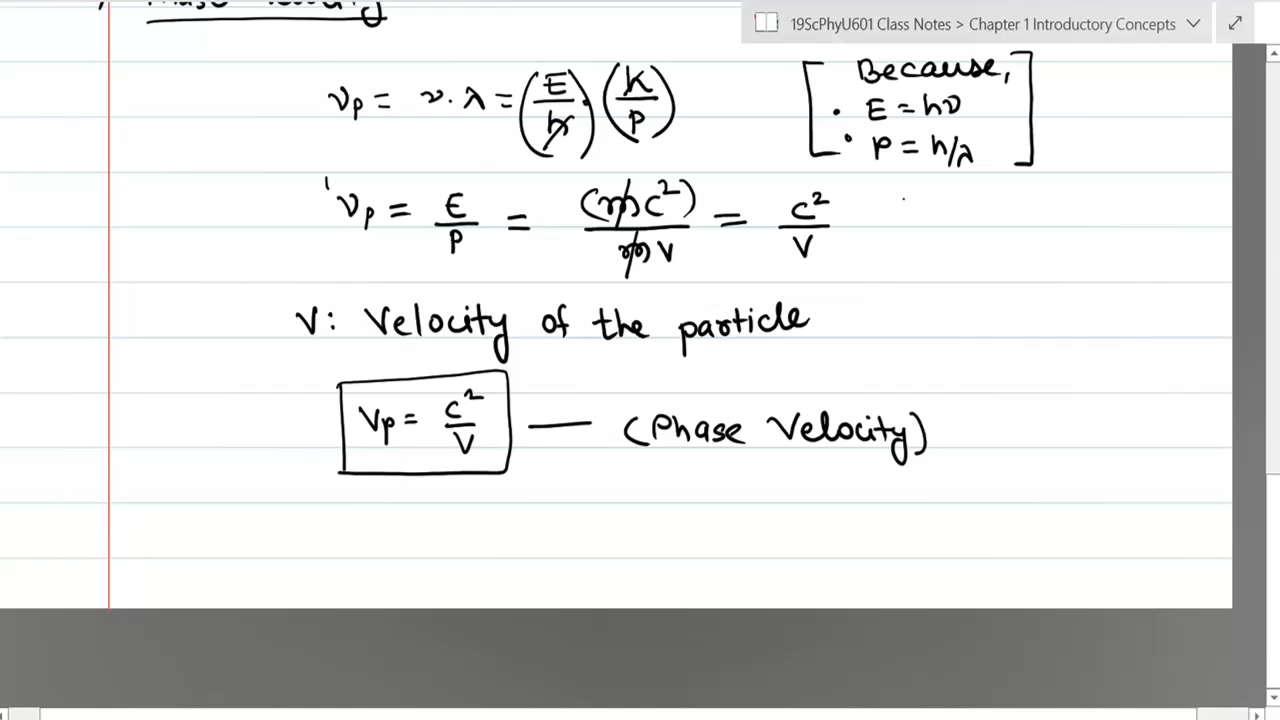 19ScPhyU601 Class Notes > Chapter 1 Introductory Concepts
νp = ν·λ = (E/h)·(h/p)
[ Because,
• E = hν
• P = h/λ ]
νp = E/P = (mc²)/mv = c²/v
V: Velocity of the particle
Vp = c²/V — (Phase Velocity)